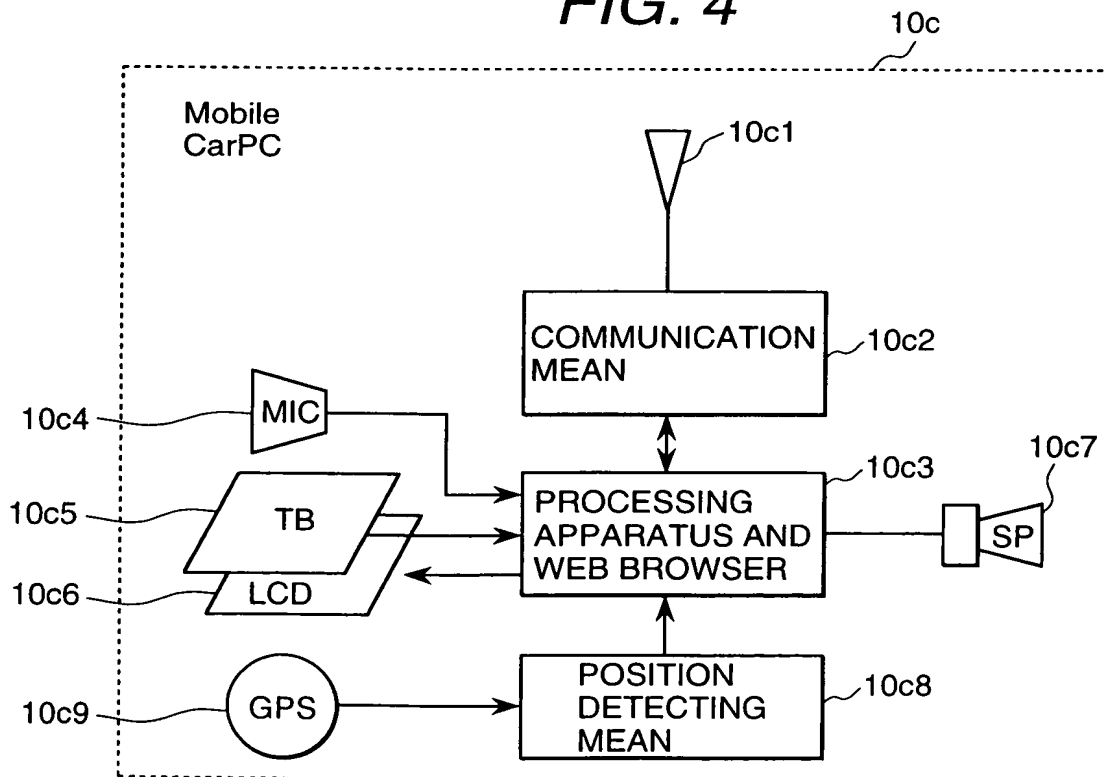 FIG. 4
10c
Mobile
CarPC
10c1
COMMUNICATION
MEAN
10c2
MIC
10c4
10c3
10c7
PROCESSING
APPARATUS AND
WEB BROWSER
SP
10c5
TB
10c6
LCD
POSITION
DETECTING
MEAN
10c8
10c9
GPS